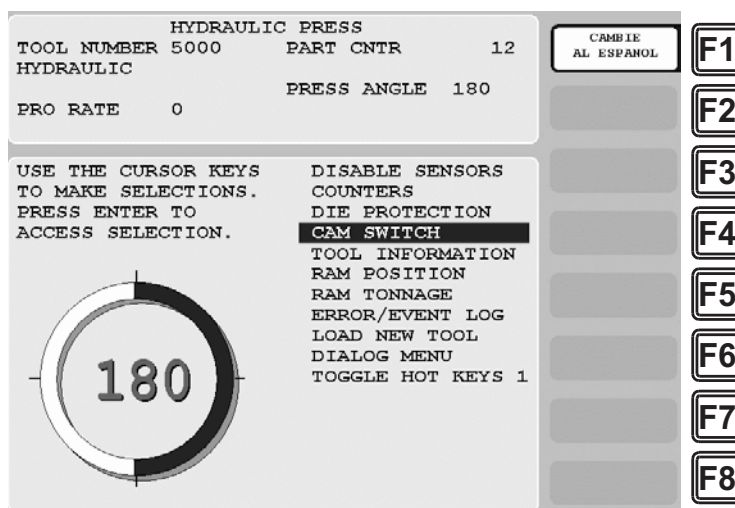 HYDRAULIC PRESS
TOOL NUMBER 5000 PART CNTR 12
HYDRAULIC
PRESS ANGLE 180
PRO RATE 0
CAMBIE
AL ESPANOL
F1
F2
F3
F4
F5
F6
F7
F8
USE THE CURSOR KEYS
TO MAKE SELECTIONS.
PRESS ENTER TO
ACCESS SELECTION.
180
DISABLE SENSORS
COUNTERS
DIE PROTECTION
CAM SWITCH
TOOL INFORMATION
RAM POSITION
RAM TONNAGE
ERROR/EVENT LOG
LOAD NEW TOOL
DIALOG MENU
TOGGLE HOT KEYS 1